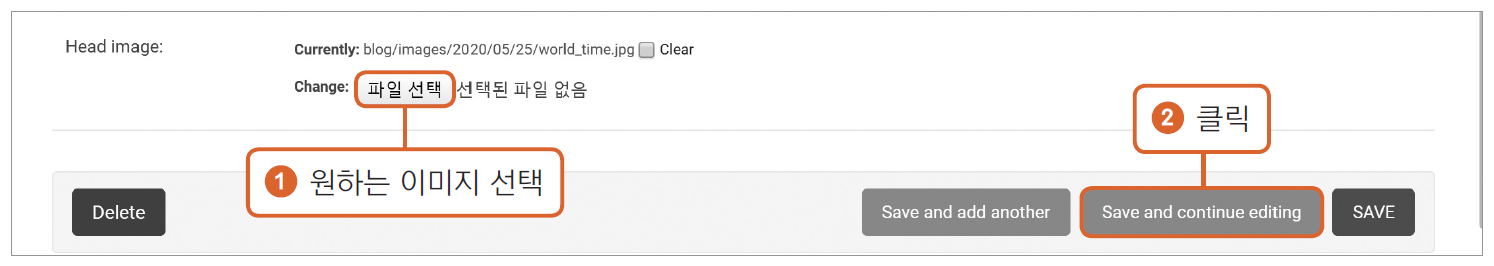 Head image:
Currently: blog/images/2020/05/25/world_time.jpg Clear
Change: 파일 선택 선택된 파일 없음
2 클릭
1 원하는 이미지 선택
Delete
Save and add another
Save and continue editing
SAVE